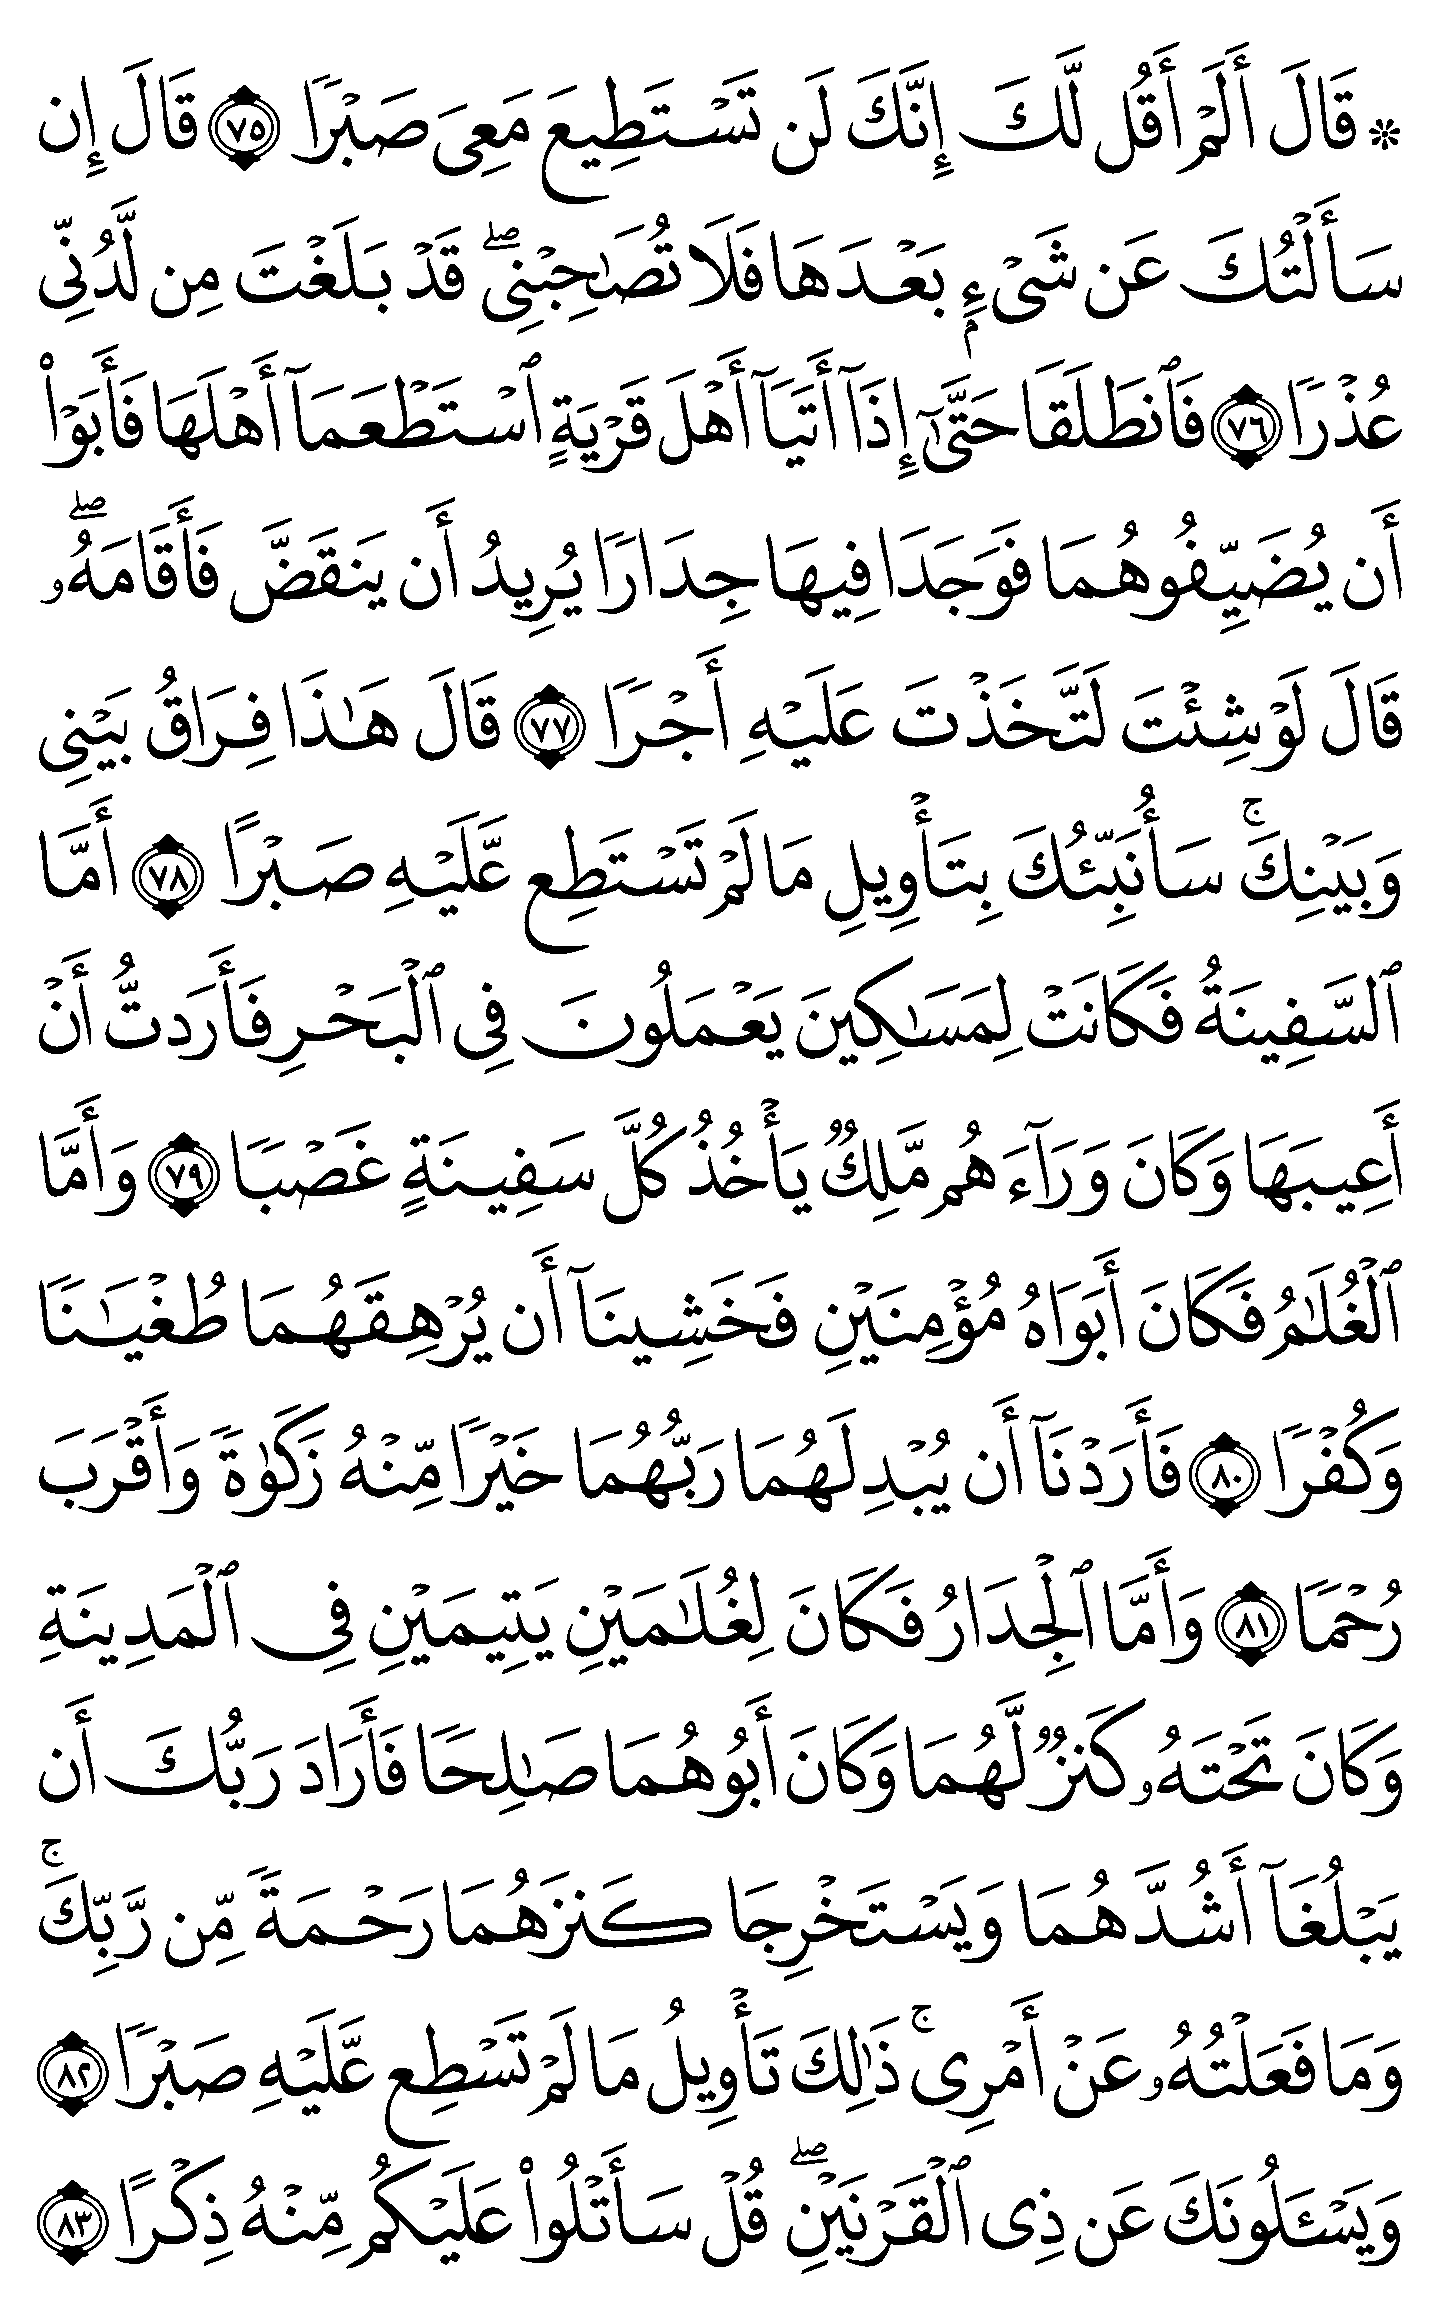 ۞ قَالَ أَلَمْ أَقُل لَّكَ إِنَّكَ لَن تَسْتَطِيعَ مَعِىَ صَبْرًا ٧٥ قَالَ إِن
سَأَلْتُكَ عَن شَىْءٍۭ بَعْدَهَا فَلَا تُصَٰحِبْنِى ۖ قَدْ بَلَغْتَ مِن لَّدُنِّى
عُذْرًا ٧٦ فَٱنطَلَقَا حَتَّىٰٓ إِذَآ أَتَيَآ أَهْلَ قَرْيَةٍ ٱسْتَطْعَمَآ أَهْلَهَا فَأَبَوْا۟
أَن يُضَيِّفُوهُمَا فَوَجَدَا فِيهَا جِدَارًا يُرِيدُ أَن يَنقَضَّ فَأَقَامَهُۥ ۖ
قَالَ لَوْ شِئْتَ لَتَّخَذْتَ عَلَيْهِ أَجْرًا ٧٧ قَالَ هَٰذَا فِرَاقُ بَيْنِى
وَبَيْنِكَ ۚ سَأُنَبِّئُكَ بِتَأْوِيلِ مَا لَمْ تَسْتَطِع عَّلَيْهِ صَبْرًا ٧٨ أَمَّا
ٱلسَّفِينَةُ فَكَانَتْ لِمَسَٰكِينَ يَعْمَلُونَ فِى ٱلْبَحْرِ فَأَرَدتُّ أَنْ
أَعِيبَهَا وَكَانَ وَرَآءَهُم مَّلِكٌ يَأْخُذُ كُلَّ سَفِينَةٍ غَصْبًا ٧٩ وَأَمَّا
ٱلْغُلَٰمُ فَكَانَ أَبَوَاهُ مُؤْمِنَيْنِ فَخَشِينَآ أَن يُرْهِقَهُمَا طُغْيَٰنًا
وَكُفْرًا ٨٠ فَأَرَدْنَآ أَن يُبْدِلَهُمَا رَبُّهُمَا خَيْرًا مِّنْهُ زَكَوٰةً وَأَقْرَبَ
رُحْمًا ٨١ وَأَمَّا ٱلْجِدَارُ فَكَانَ لِغُلَٰمَيْنِ يَتِيمَيْنِ فِى ٱلْمَدِينَةِ
وَكَانَ تَحْتَهُۥ كَنزٌ لَّهُمَا وَكَانَ أَبُوهُمَا صَٰلِحًا فَأَرَادَ رَبُّكَ أَن
يَبْلُغَآ أَشُدَّهُمَا وَيَسْتَخْرِجَا كَنزَهُمَا رَحْمَةً مِّن رَّبِّكَ ۚ
وَمَا فَعَلْتُهُۥ عَنْ أَمْرِى ۚ ذَٰلِكَ تَأْوِيلُ مَا لَمْ تَسْطِع عَّلَيْهِ صَبْرًا ٨٢
وَيَسْـَٔلُونَكَ عَن ذِى ٱلْقَرْنَيْنِ ۖ قُلْ سَأَتْلُوا۟ عَلَيْكُم مِّنْهُ ذِكْرًا ٨٣